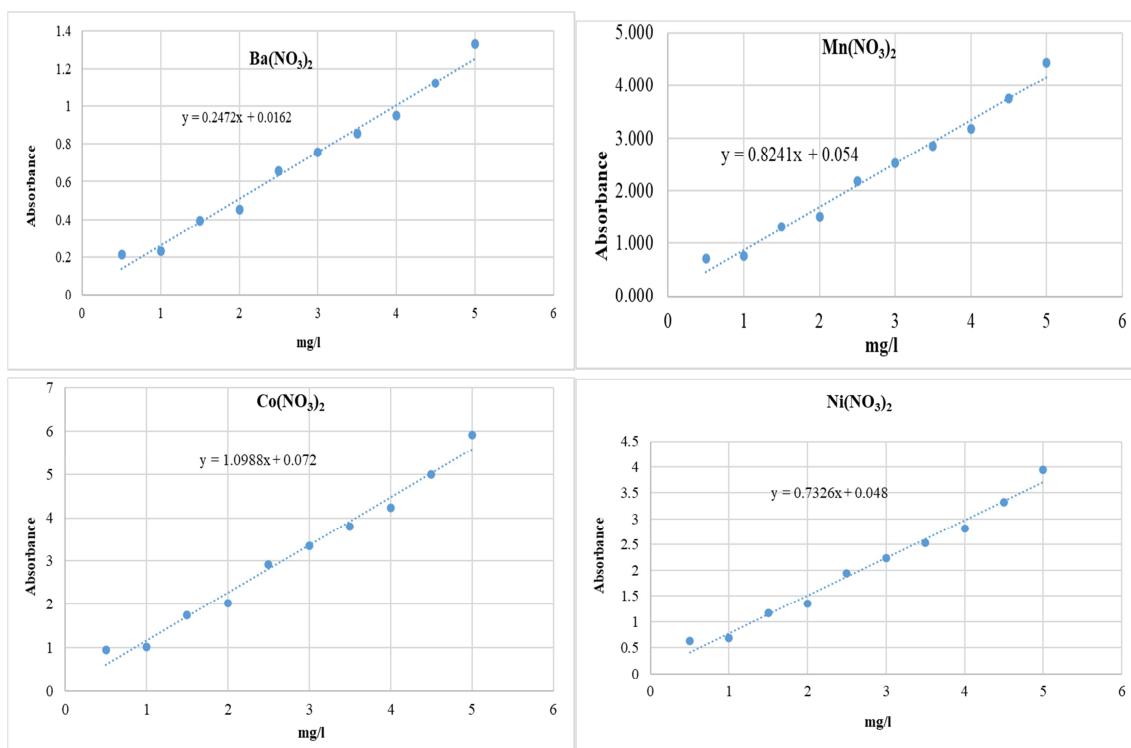 Ba(NO₃)₂
y = 0.2472x + 0.0162
Absorbance
1.4
1.2
1
0.8
0.6
0.4
0.2
0
0 1 2 3 4 5 6
mg/l
Mn(NO₃)₂
y = 0.8241x + 0.054
Absorbance
5.000
4.000
3.000
2.000
1.000
0.000
0 1 2 3 4 5 6
mg/l
Co(NO₃)₂
y = 1.0988x + 0.072
Absorbance
7
6
5
4
3
2
1
0
0 1 2 3 4 5 6
mg/l
Ni(NO₃)₂
y = 0.7326x + 0.048
Absorbance
4.5
4
3.5
3
2.5
2
1.5
1
0.5
0
0 1 2 3 4 5 6
mg/l